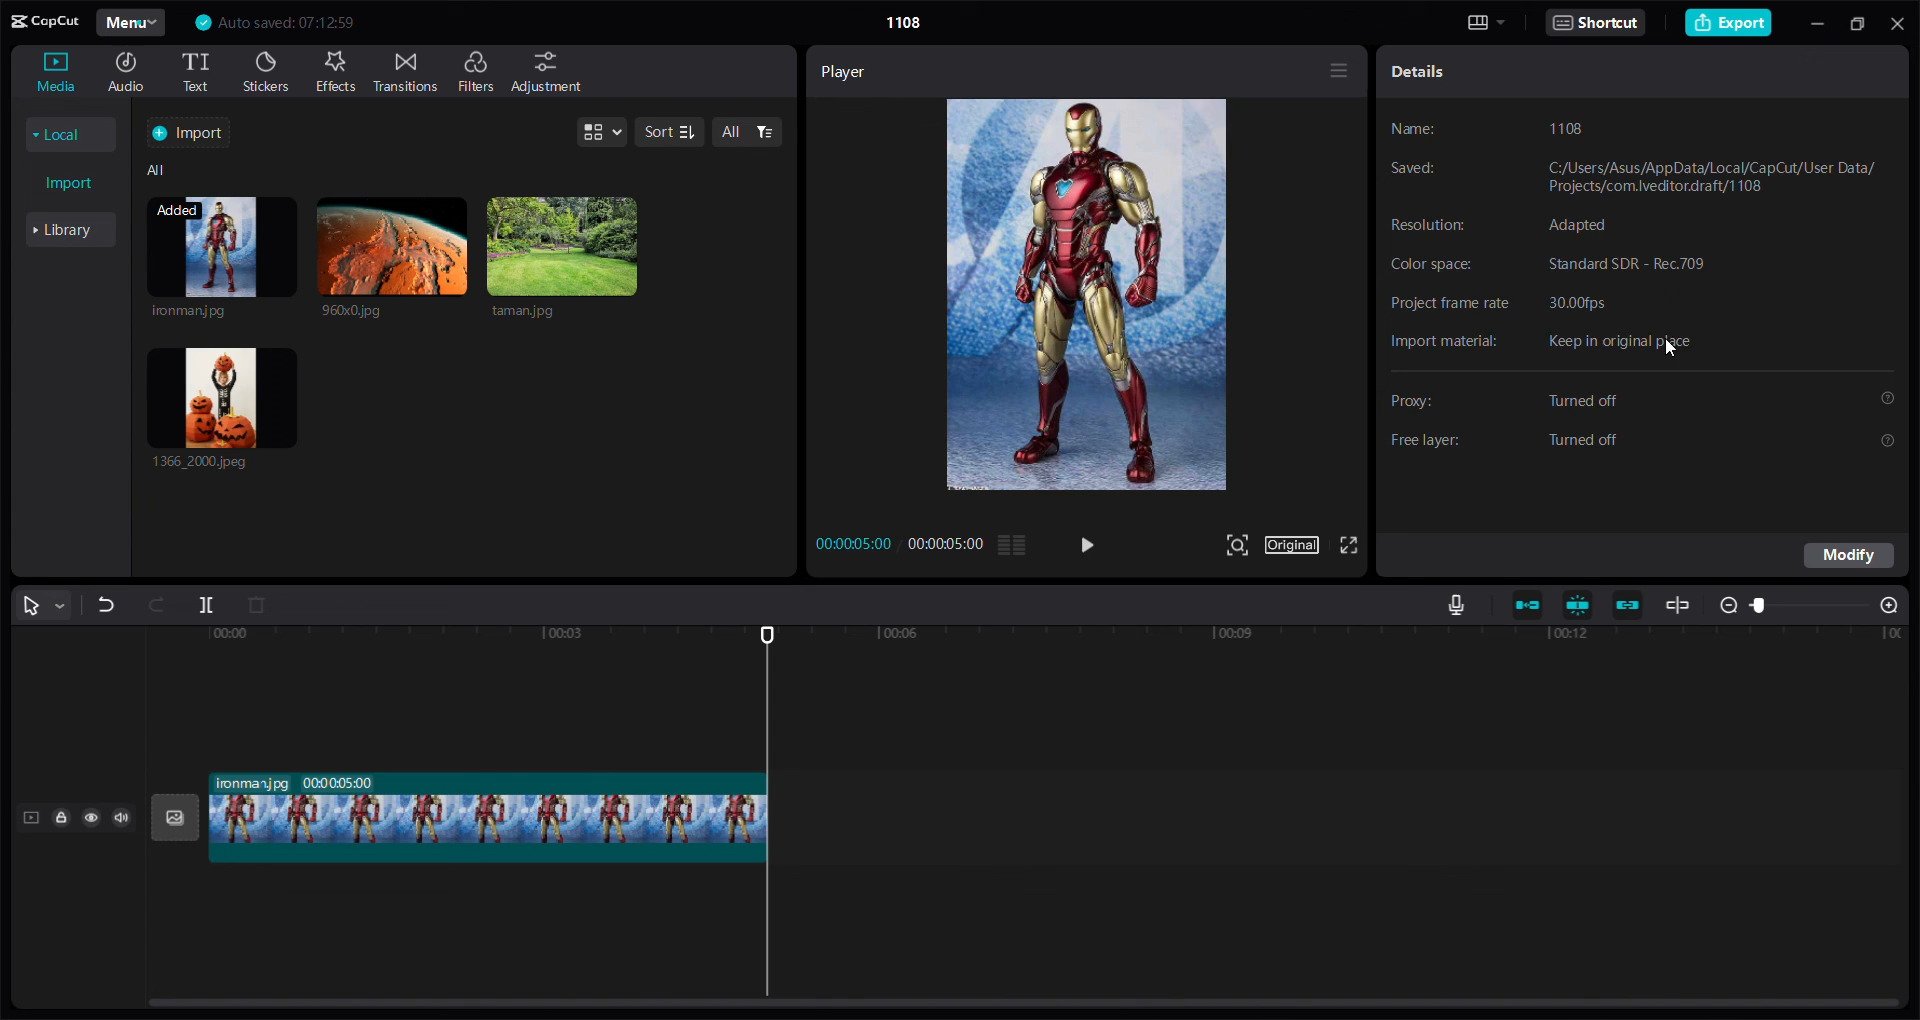 CapCut
Menu
Auto saved: 07:12:59
1108
Shortcut
Export
Media
Audio
TI
Text
Stickers
Effects
Transitions
Filters
Adjustment
Local
Import
Library
Import
Sort
All
All
Added
ironman.jpg
960x0.jpg
taman.jpg
1366_2000.jpeg
Player
00:00:05:00 / 00:00:05:00
Original
Details
Name: 1108
Saved: C:/Users/Asus/AppData/Local/CapCut/User Data/
Projects/com.lveditor.draft/1108
Resolution: Adapted
Color space: Standard SDR - Rec.709
Project frame rate 30.00fps
Import material: Keep in original place
Proxy: Turned off
Free layer: Turned off
Modify
00:00
00:03
00:06
00:09
00:12
ironman.jpg 00:00:05:00